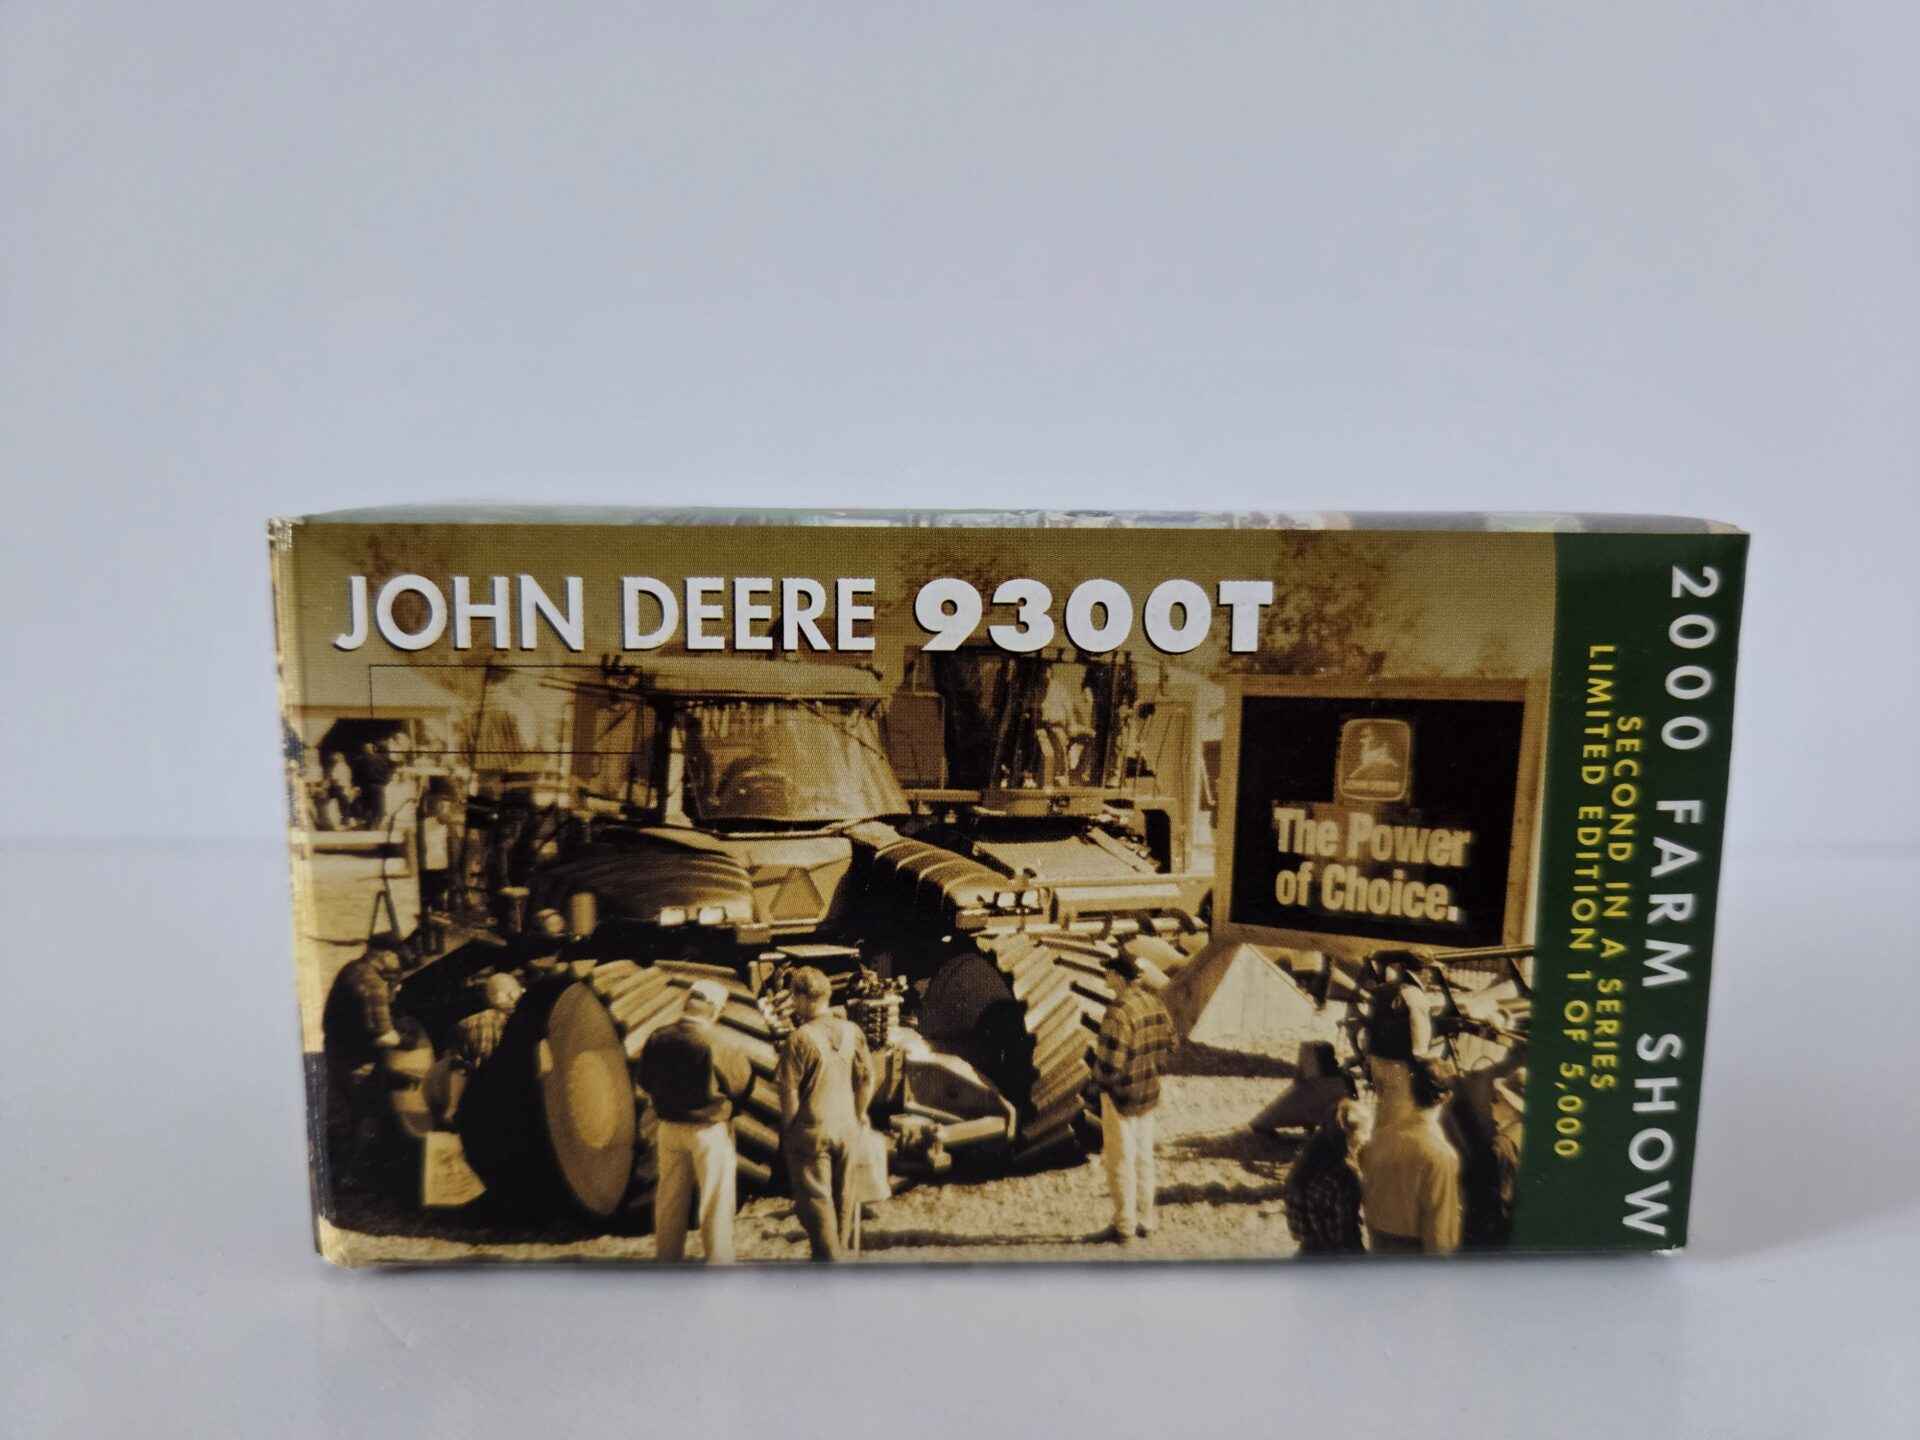 JOHN DEERE 9300T
The Power
of Choice.
2000 FARM SHOW
SECOND IN A SERIES
LIMITED EDITION 1 OF 5,000